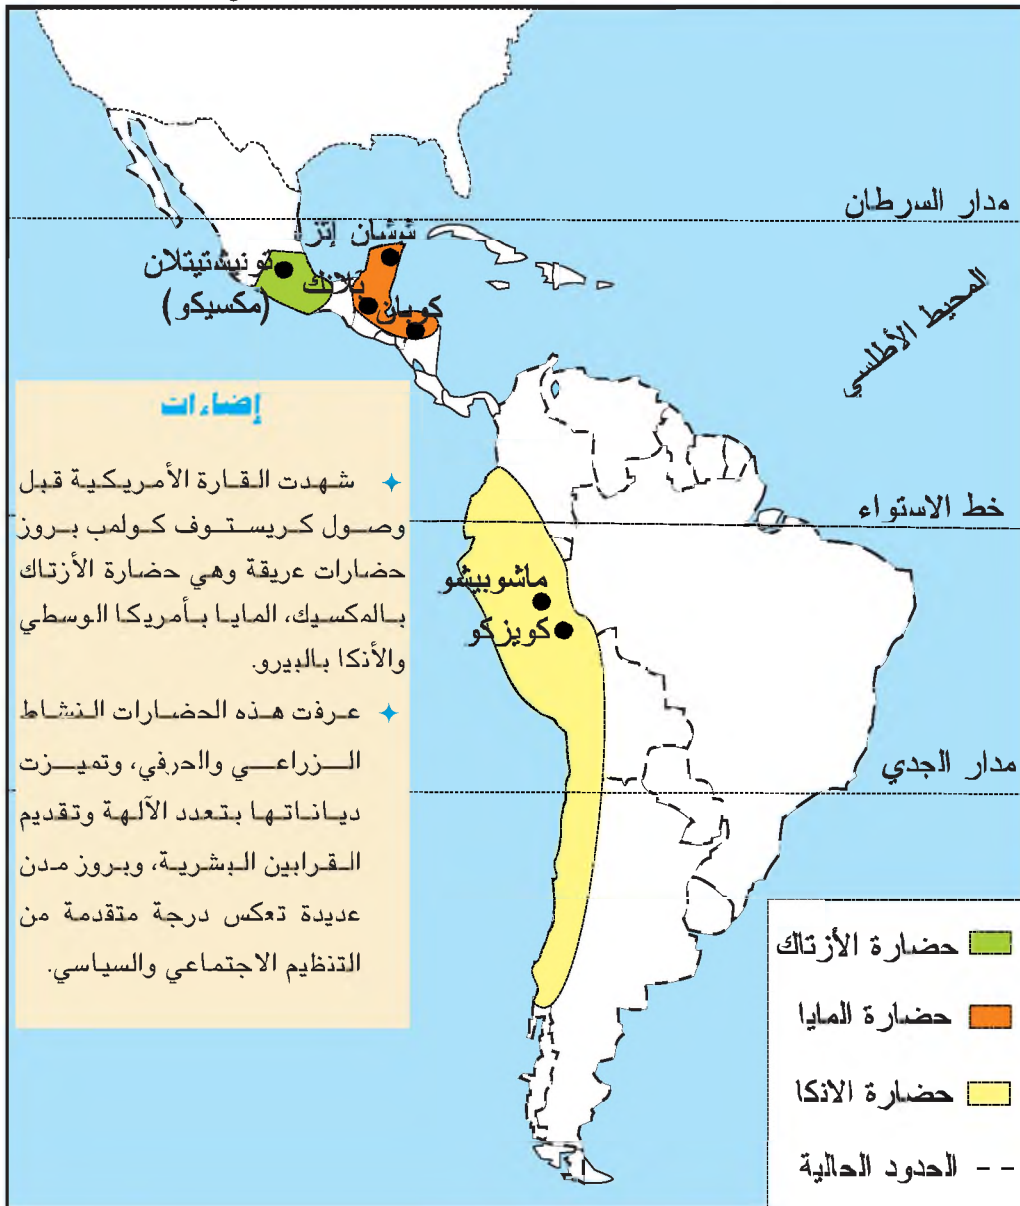 مدار السرطان
شيشان إتزا
تونيشتيتلان
(مكسيكو)
بلانك
كوبان
المحيط الأطلسي
إضاءات
✦ شهدت القارة الأمريكية قبل
وصول كريستوف كولمب بروز
حضارات عريقة وهي حضارة الأزتاك
بالمكسيك، المايا بأمريكا الوسطي
والأنكا بالبيرو.
✦ عرفت هذه الحضارات النشاط
الزراعي والحرفي، وتميزت
دياناتها بتعدد الآلهة وتقديم
القرابين البشرية، وبروز مدن
عديدة تعكس درجة متقدمة من
التنظيم الاجتماعي والسياسي.
خط الاستواء
ماشوبيشو
كويزكو
مدار الجدي
حضارة الأزتاك
حضارة المايا
حضارة الانكا
-- الحدود الحالية